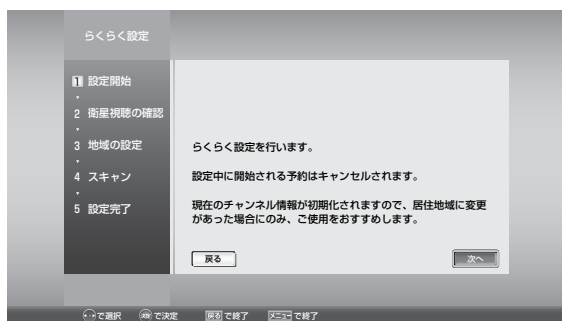 らくらく設定
1 設定開始
2 衛星視聴の確認
3 地域の設定
4 スキャン
5 設定完了
らくらく設定を行います。
設定中に開始される予約はキャンセルされます。
現在のチャンネル情報が初期化されますので、居住地域に変更
があった場合にのみ、ご使用をおすすめします。
戻る 次へ
で選択 決定 で決定 戻る で終了 メニュー で終了